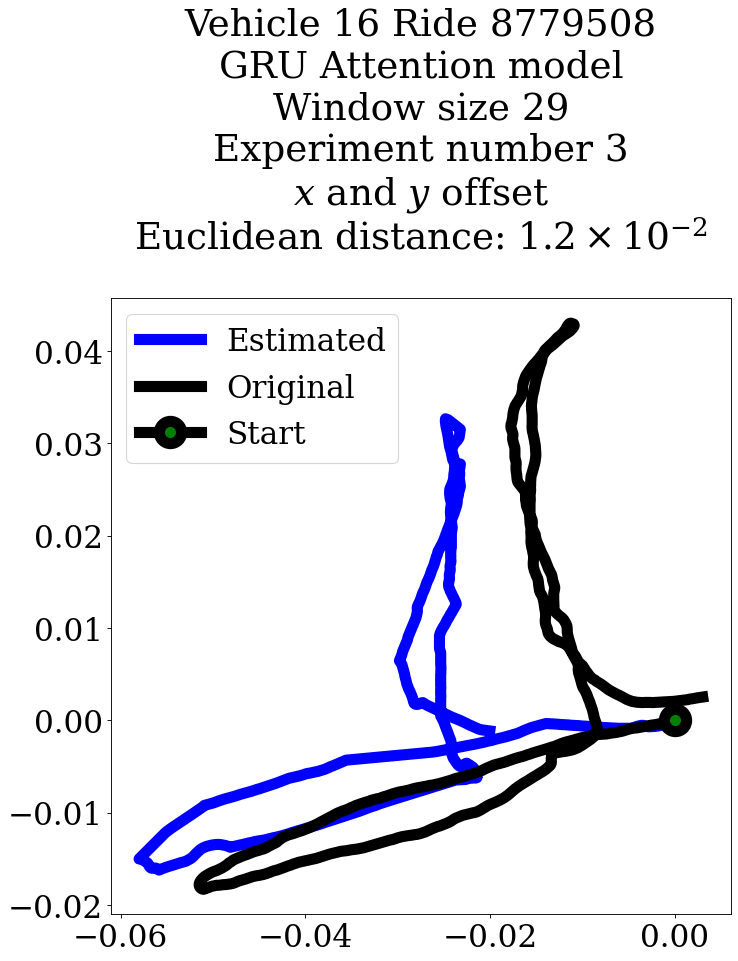 Vehicle 16 Ride 8779508
GRU Attention model
Window size 29
Experiment number 3
x and y offset
Euclidean distance: 1.2 × 10⁻²
Estimated
Original
Start
0.04
0.03
0.02
0.01
0.00
−0.01
−0.02
−0.06 −0.04 −0.02 0.00